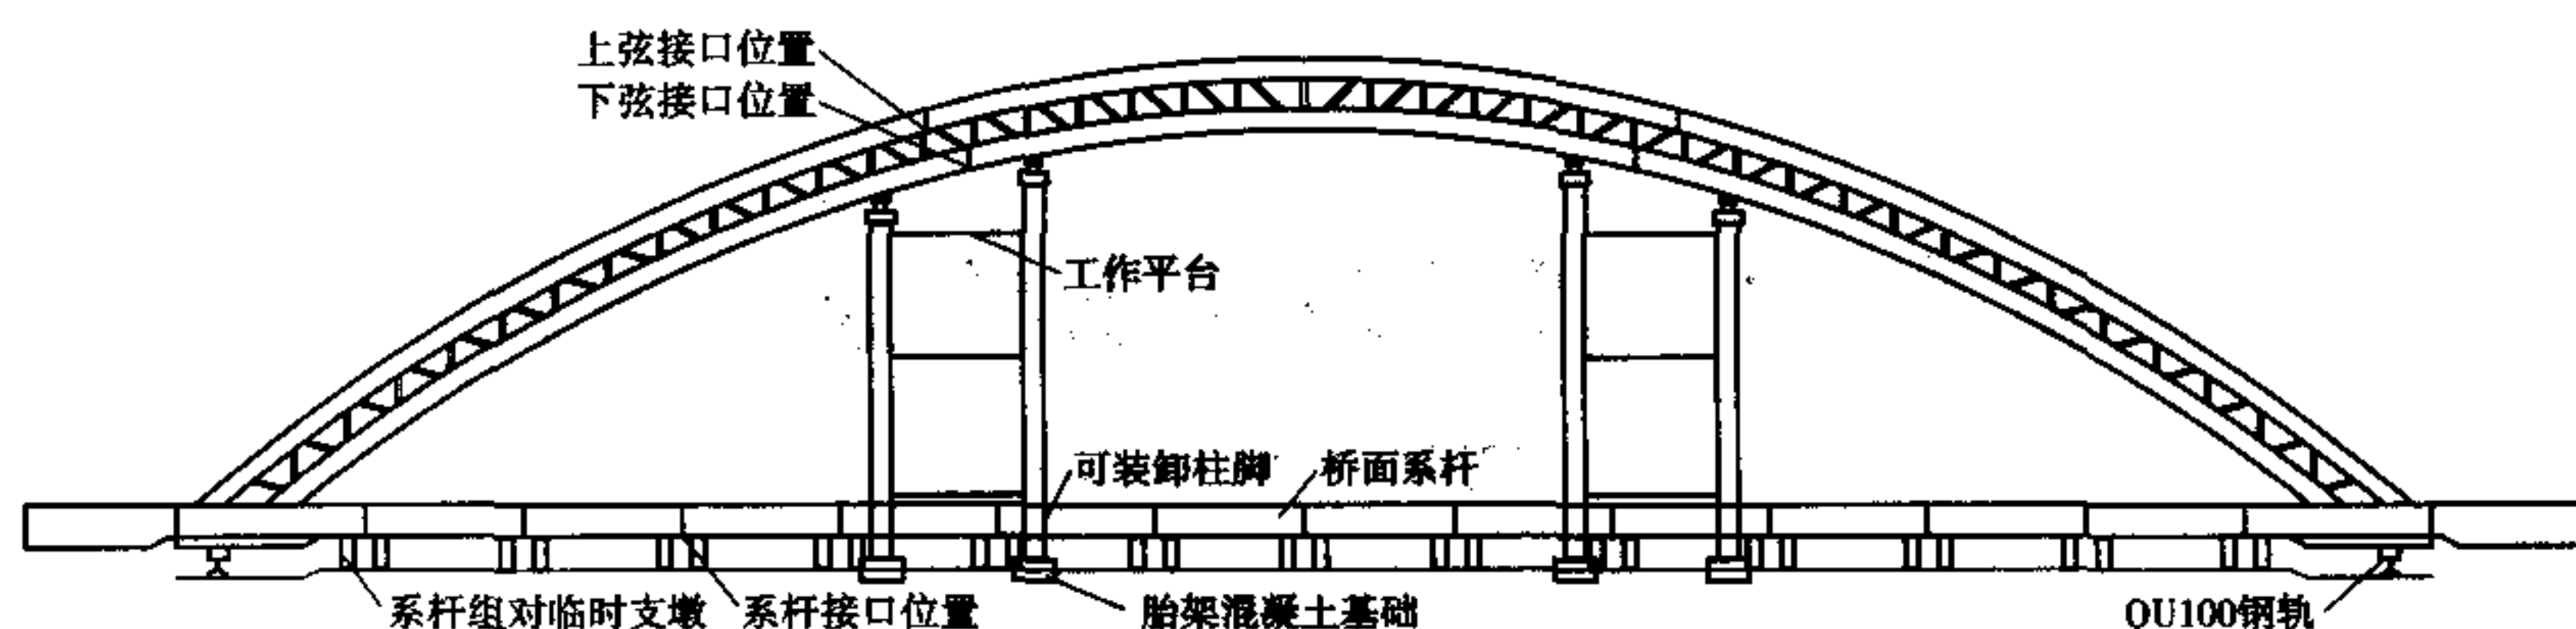 上弦接口位置
下弦接口位置
工作平台
可装卸柱脚
桥面系杆
系杆组对临时支墩
系杆接口位置
胎架混凝土基础
QU100钢轨